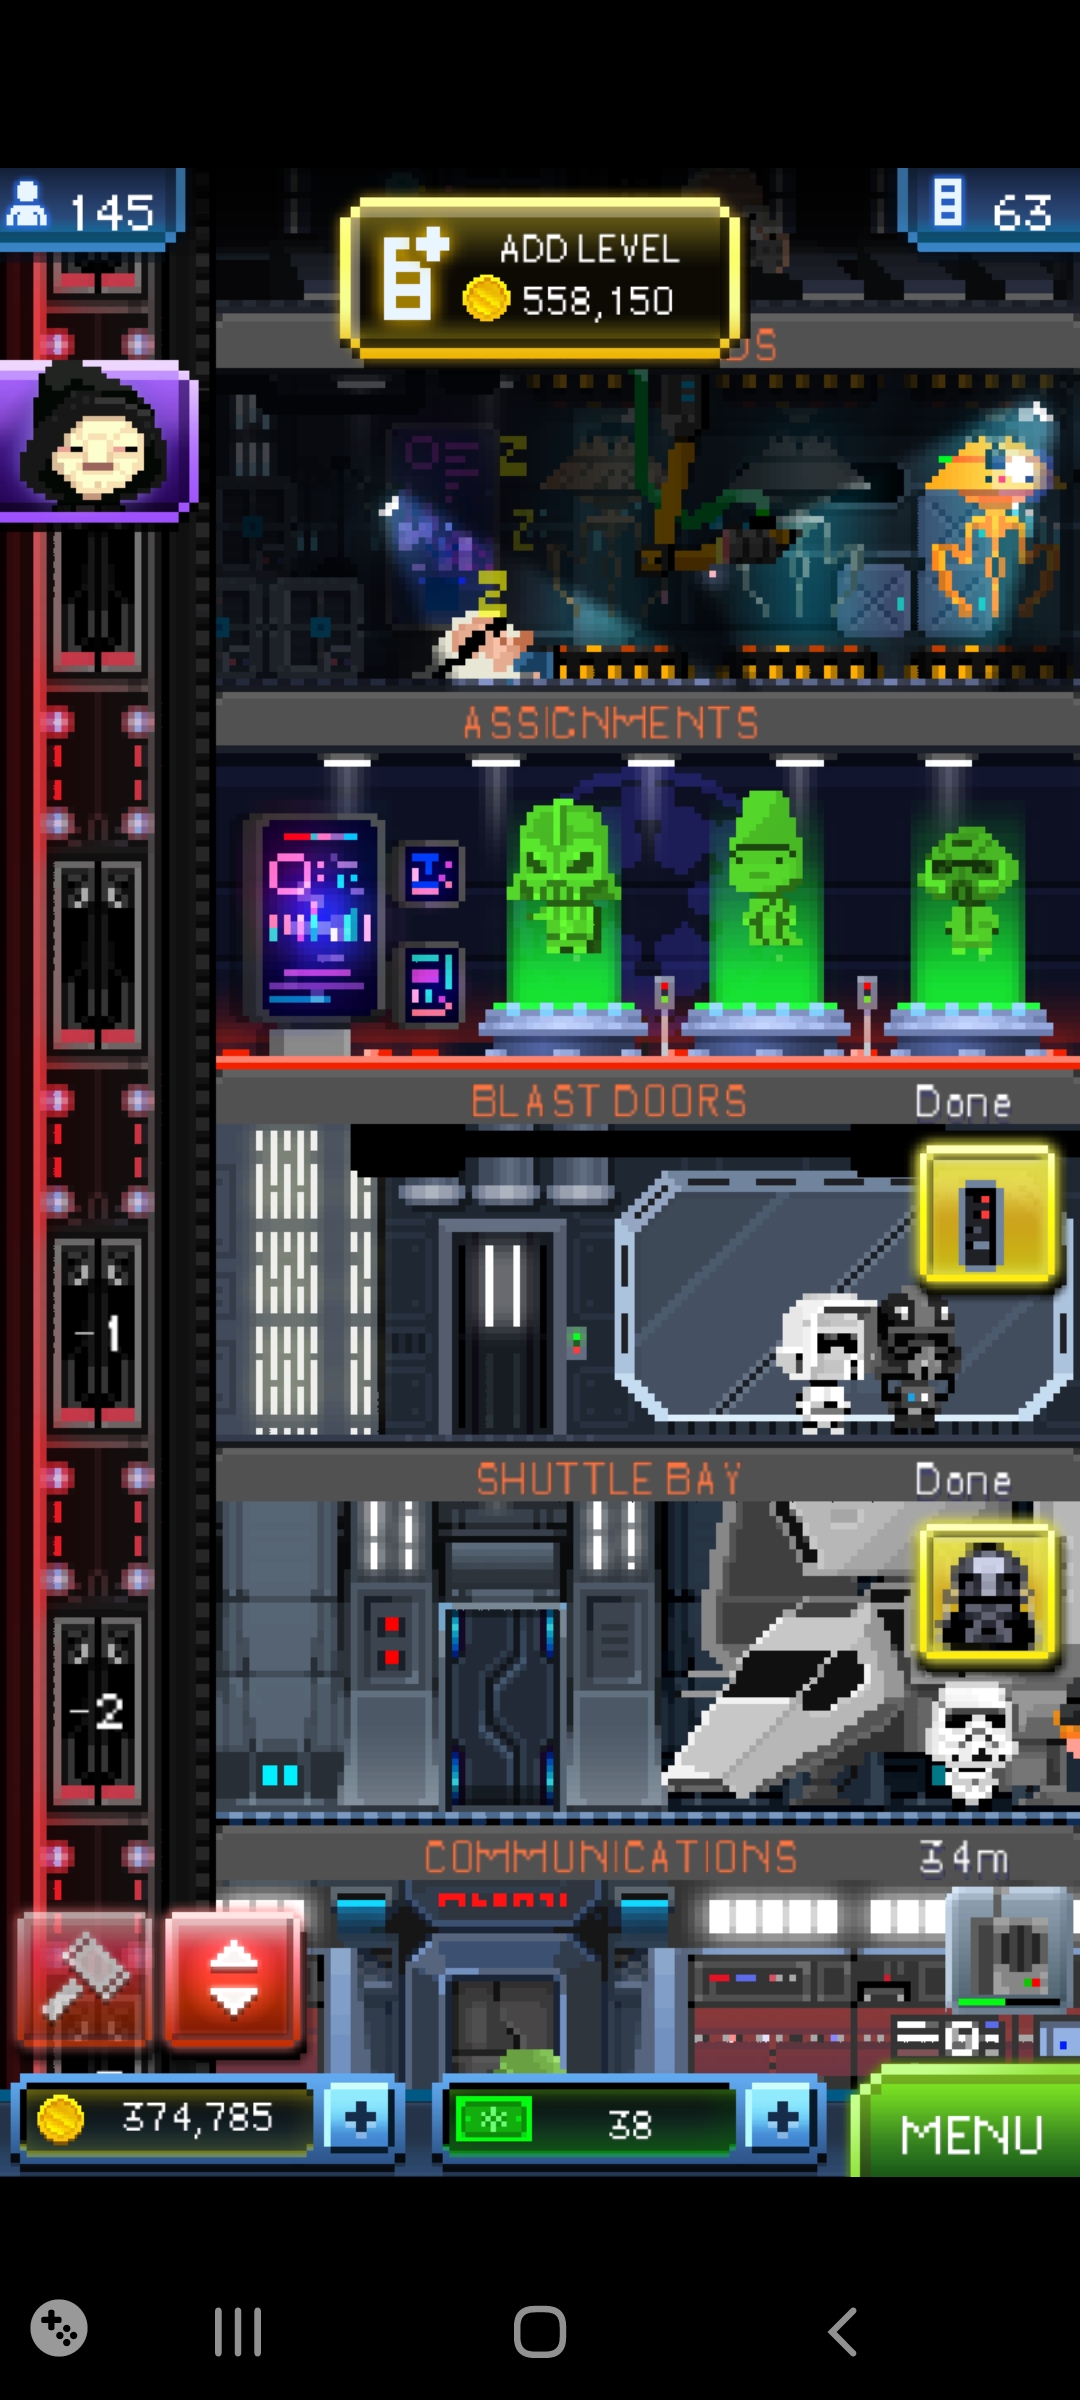 145
ADD LEVEL
558,150
63
DS
Z
Z
Z
ASSIGNMENTS
BLAST DOORS
Done
-1
SHUTTLE BAY
Done
-2
COMMUNICATIONS
34m
374,785
38
MENU